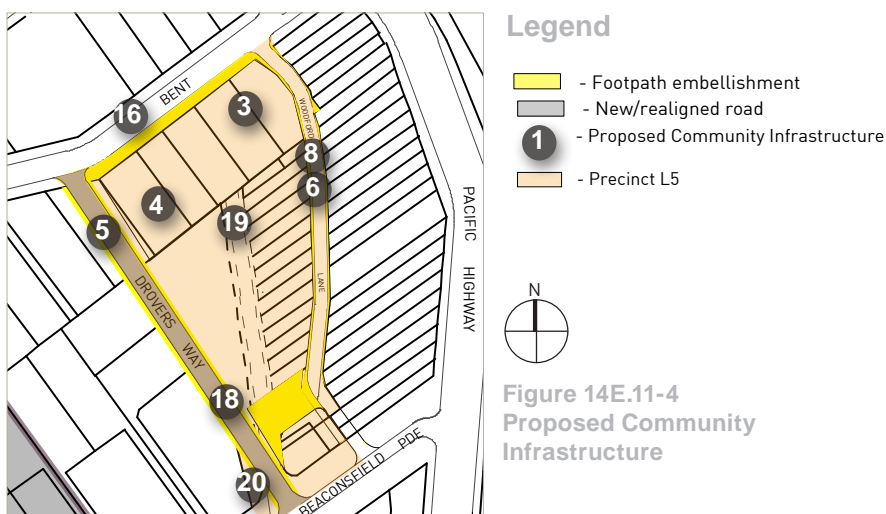 Legend
- Footpath embellishment
- New/realigned road
1 - Proposed Community Infrastructure
- Precinct L5
N
Figure 14E.11-4
Proposed Community
Infrastructure
16
BENT
3
WOODFORD
8
6
4
19
5
PACIFIC HIGHWAY
LANE
DROVERS WAY
18
20
BEACONSFIELD PDE